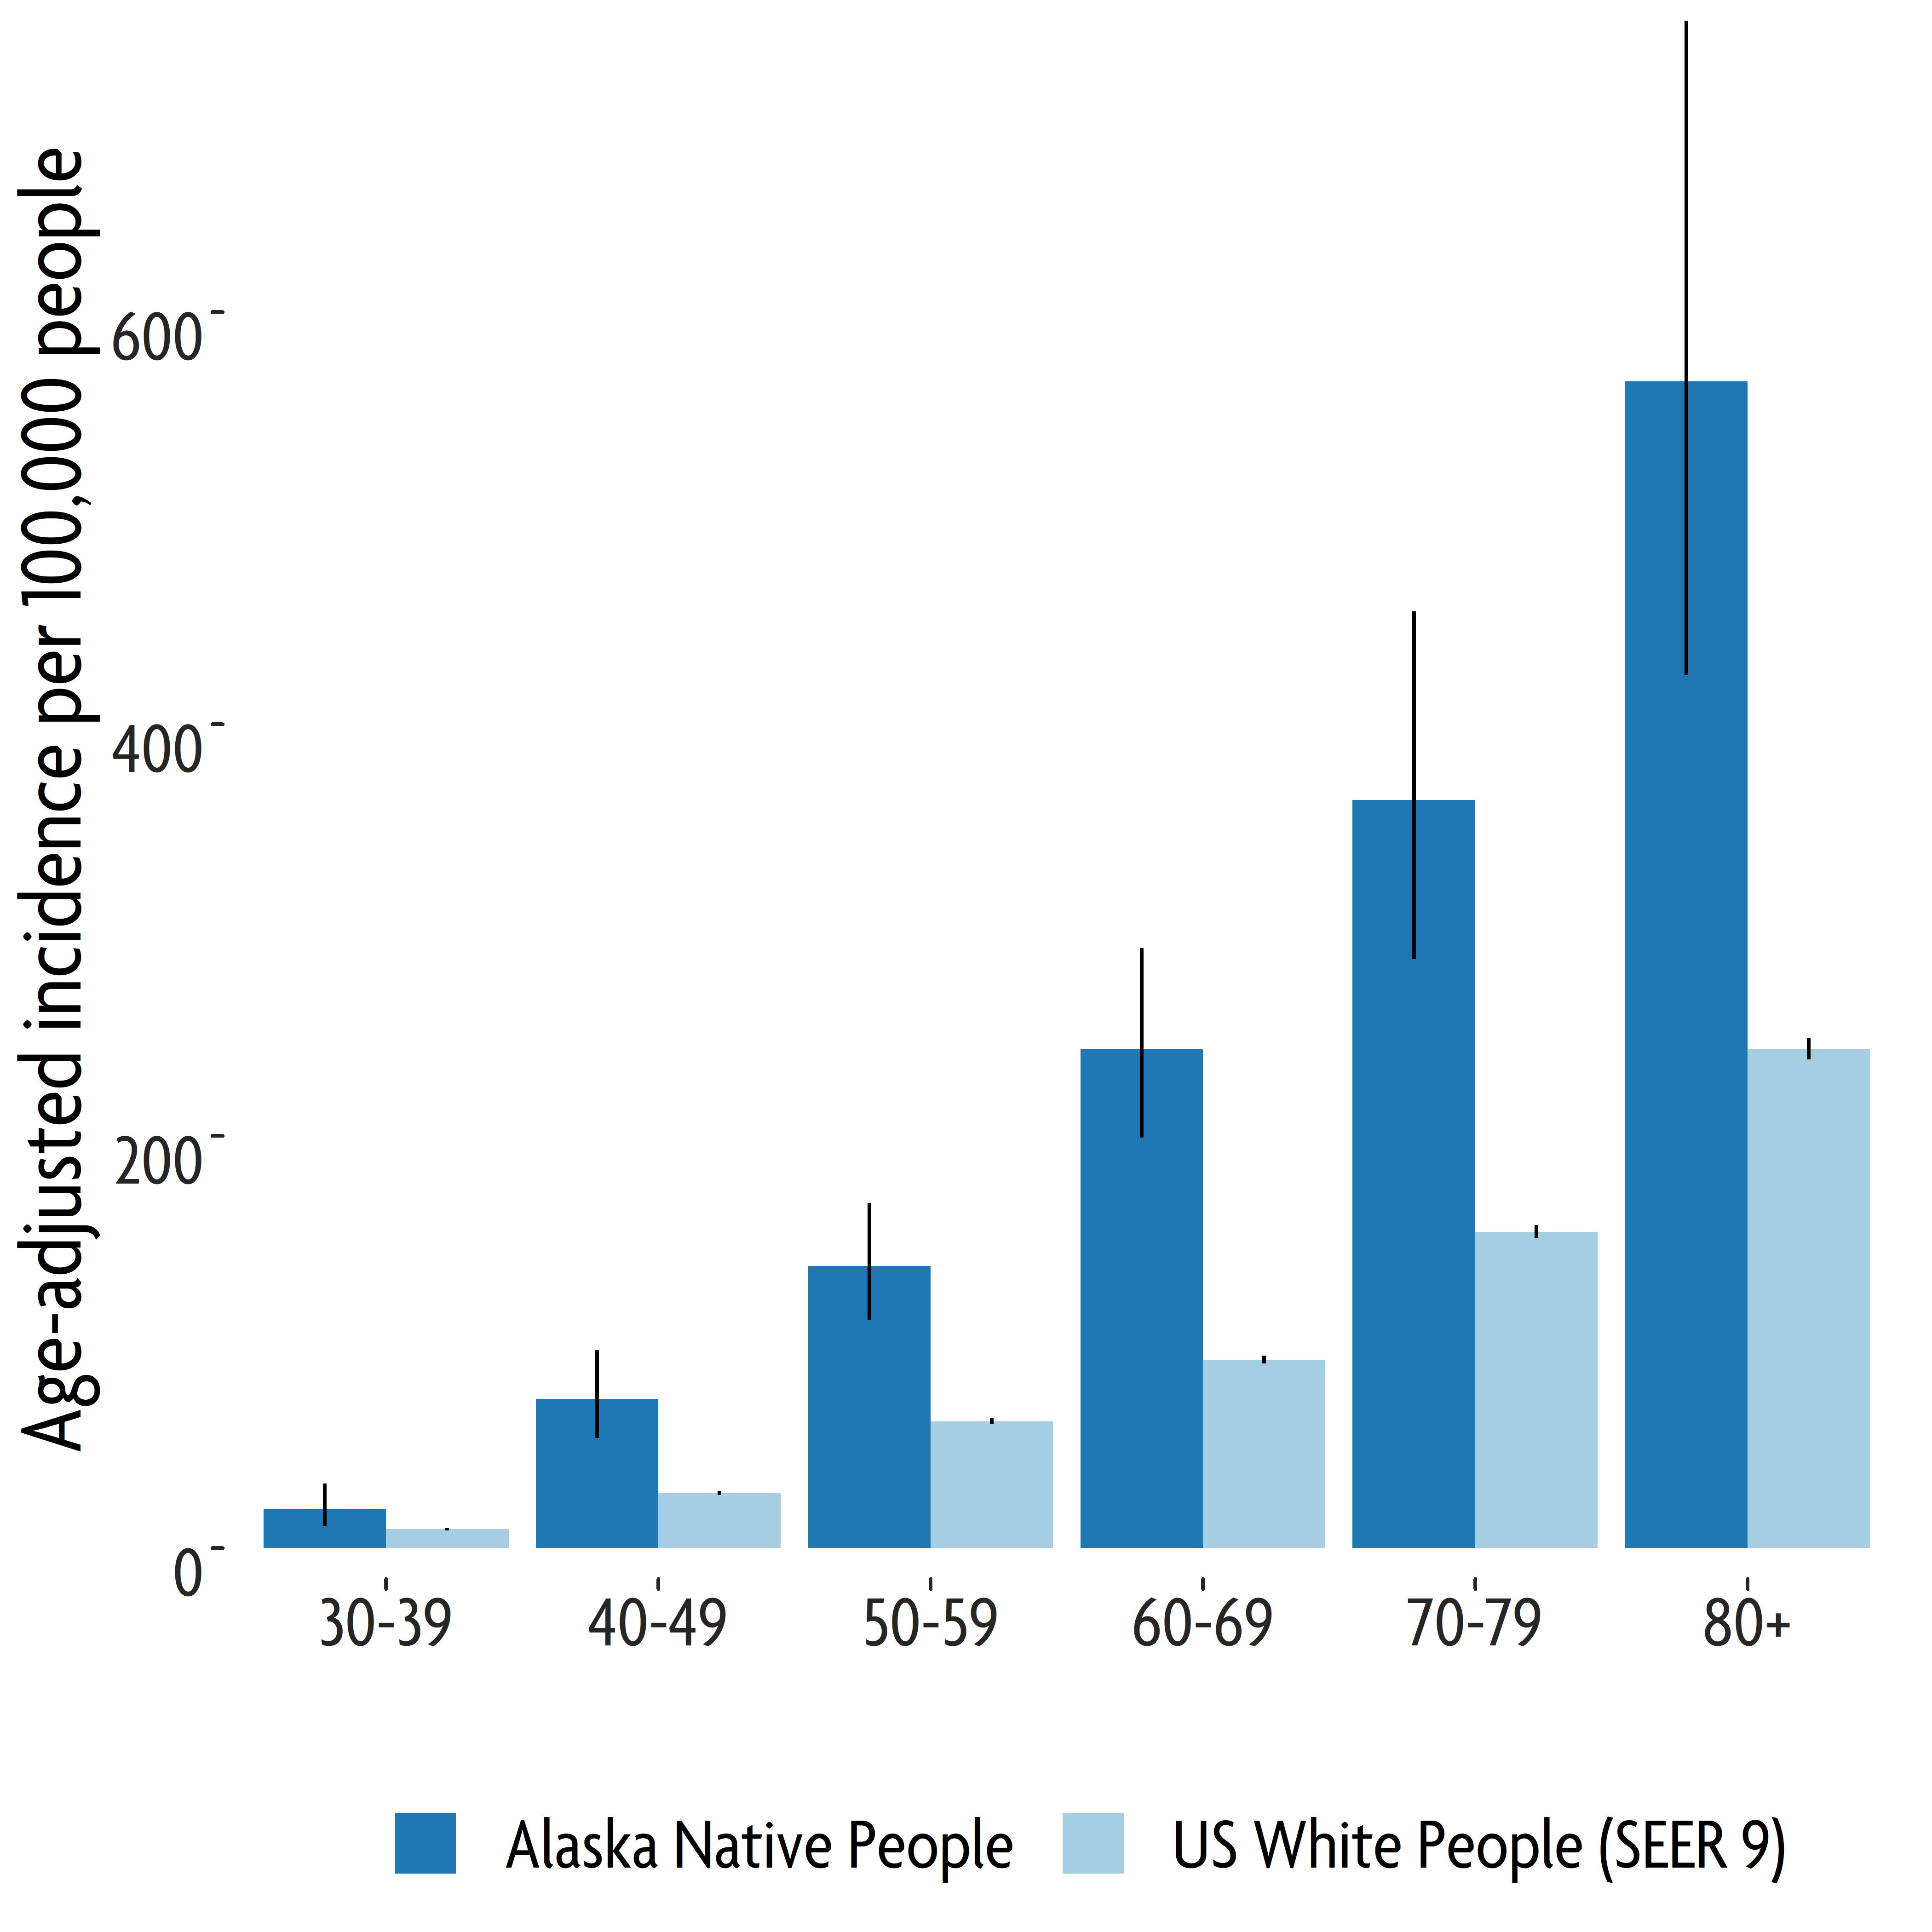 Age-adjusted incidence per 100,000 people
600
400
200
0
30-39 40-49 50-59 60-69 70-79 80+
Alaska Native People US White People (SEER 9)